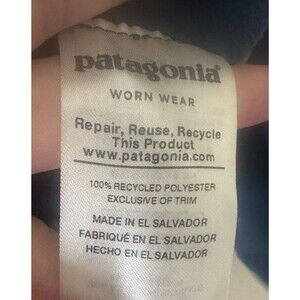 patagonia®
WORN WEAR
Repair, Reuse, Recycle
This Product
www.patagonia.com
100% RECYCLED POLYESTER
EXCLUSIVE OF TRIM
MADE IN EL SALVADOR
FABRIQUÉ EN EL SALVADOR
HECHO EN EL SALVADOR